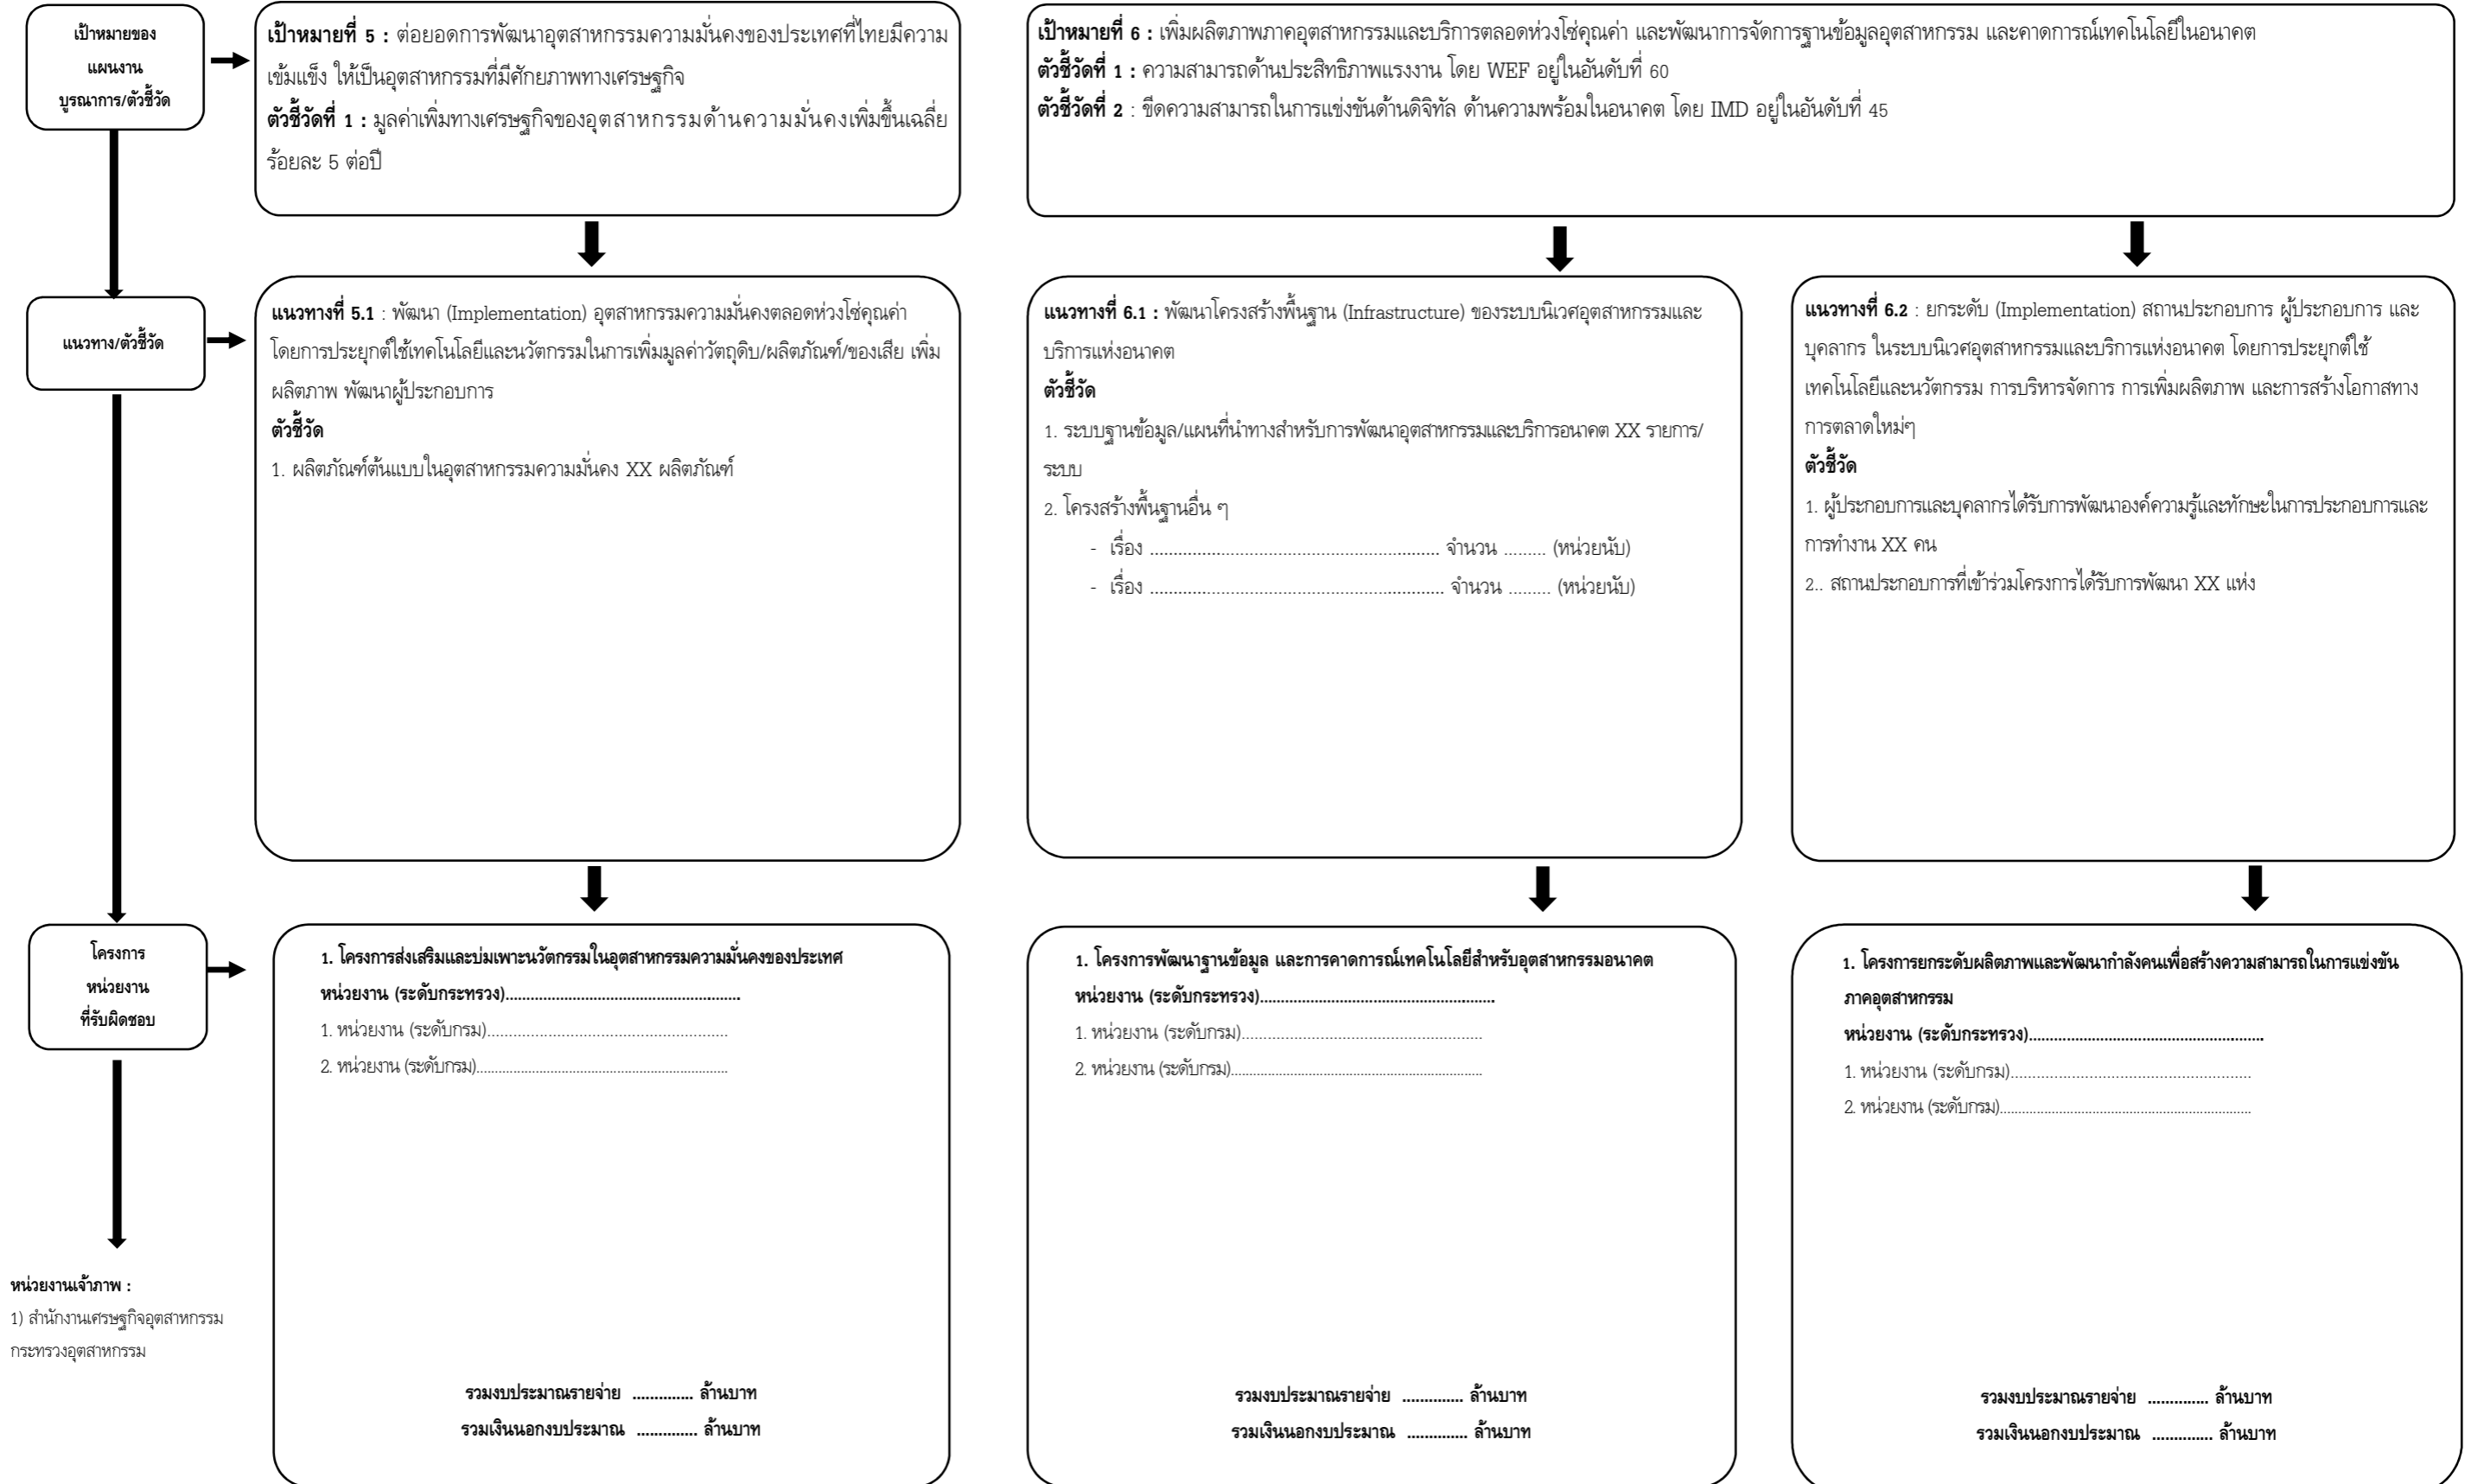 เป้าหมายของ
แผนงาน
บูรณาการ/ตัวชี้วัด
เป้าหมายที่ 5 : ต่อยอดการพัฒนาอุตสาหกรรมความมั่นคงของประเทศที่ไทยมีความ
เข้มแข็ง ให้เป็นอุตสาหกรรมที่มีศักยภาพทางเศรษฐกิจ
ตัวชี้วัดที่ 1 : มูลค่าเพิ่มทางเศรษฐกิจของอุตสาหกรรมด้านความมั่นคงเพิ่มขึ้นเฉลี่ย
ร้อยละ 5 ต่อปี
เป้าหมายที่ 6 : เพิ่มผลิตภาพภาคอุตสาหกรรมและบริการตลอดห่วงโซ่คุณค่า และพัฒนาการจัดการฐานข้อมูลอุตสาหกรรม และคาดการณ์เทคโนโลยีในอนาคต
ตัวชี้วัดที่ 1 : ความสามารถด้านประสิทธิภาพแรงงาน โดย WEF อยู่ในอันดับที่ 60
ตัวชี้วัดที่ 2 : ขีดความสามารถในการแข่งขันด้านดิจิทัล ด้านความพร้อมในอนาคต โดย IMD อยู่ในอันดับที่ 45
แนวทาง/ตัวชี้วัด
แนวทางที่ 5.1 : พัฒนา (Implementation) อุตสาหกรรมความมั่นคงตลอดห่วงโซ่คุณค่า
โดยการประยุกต์ใช้เทคโนโลยีและนวัตกรรมในการเพิ่มมูลค่าวัตถุดิบ/ผลิตภัณฑ์/ของเสีย เพิ่ม
ผลิตภาพ พัฒนาผู้ประกอบการ
ตัวชี้วัด
1. ผลิตภัณฑ์ต้นแบบในอุตสาหกรรมความมั่นคง XX ผลิตภัณฑ์
แนวทางที่ 6.1 : พัฒนาโครงสร้างพื้นฐาน (Infrastructure) ของระบบนิเวศอุตสาหกรรมและ
บริการแห่งอนาคต
ตัวชี้วัด
1. ระบบฐานข้อมูล/แผนที่นำทางสำหรับการพัฒนาอุตสาหกรรมและบริการอนาคต XX รายการ/
ระบบ
2. โครงสร้างพื้นฐานอื่น ๆ
- เรื่อง ............................................................. จำนวน ......... (หน่วยนับ)
- เรื่อง .............................................................. จำนวน ......... (หน่วยนับ)
แนวทางที่ 6.2 : ยกระดับ (Implementation) สถานประกอบการ ผู้ประกอบการ และ
บุคลากร ในระบบนิเวศอุตสาหกรรมและบริการแห่งอนาคต โดยการประยุกต์ใช้
เทคโนโลยีและนวัตกรรม การบริหารจัดการ การเพิ่มผลิตภาพ และการสร้างโอกาสทาง
การตลาดใหม่ๆ
ตัวชี้วัด
1. ผู้ประกอบการและบุคลากรได้รับการพัฒนาองค์ความรู้และทักษะในการประกอบการและ
การทำงาน XX คน
2.. สถานประกอบการที่เข้าร่วมโครงการได้รับการพัฒนา XX แห่ง
โครงการ
หน่วยงาน
ที่รับผิดชอบ
1. โครงการส่งเสริมและบ่มเพาะนวัตกรรมในอุตสาหกรรมความมั่นคงของประเทศ
หน่วยงาน (ระดับกระทรวง)........................................................
1. หน่วยงาน (ระดับกรม).......................................................
2. หน่วยงาน (ระดับกรม)...................................................................
รวมงบประมาณรายจ่าย .............. ล้านบาท
รวมเงินนอกงบประมาณ .............. ล้านบาท
1. โครงการพัฒนาฐานข้อมูล และการคาดการณ์เทคโนโลยีสำหรับอุตสาหกรรมอนาคต
หน่วยงาน (ระดับกระทรวง)........................................................
1. หน่วยงาน (ระดับกรม).......................................................
2. หน่วยงาน (ระดับกรม)...................................................................
รวมงบประมาณรายจ่าย .............. ล้านบาท
รวมเงินนอกงบประมาณ .............. ล้านบาท
1. โครงการยกระดับผลิตภาพและพัฒนากำลังคนเพื่อสร้างความสามารถในการแข่งขัน
ภาคอุตสาหกรรม
หน่วยงาน (ระดับกระทรวง)........................................................
1. หน่วยงาน (ระดับกรม).......................................................
2. หน่วยงาน (ระดับกรม)...................................................................
รวมงบประมาณรายจ่าย .............. ล้านบาท
รวมเงินนอกงบประมาณ .............. ล้านบาท
หน่วยงานเจ้าภาพ :
1) สำนักงานเศรษฐกิจอุตสาหกรรม
กระทรวงอุตสาหกรรม